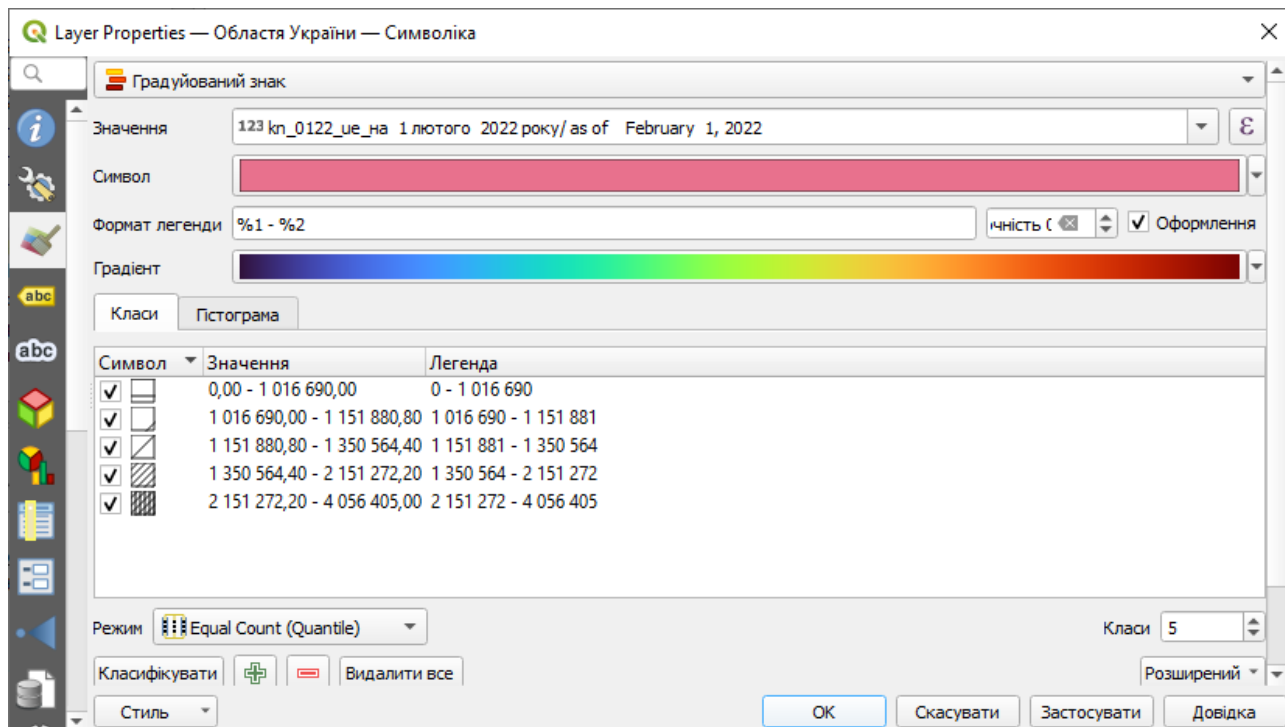 Layer Properties — Областя України — Символіка
Градуйований знак
Значення 123 kn_0122_ue_на 1 лютого 2022 року/ as of February 1, 2022 ε
Символ
Формат легенди %1 - %2 чність 0 Оформлення
Градієнт
abc
abc
Класи Гістограма
Символ Значення Легенда
0,00 - 1 016 690,00 0 - 1 016 690
1 016 690,00 - 1 151 880,80 1 016 690 - 1 151 881
1 151 880,80 - 1 350 564,40 1 151 881 - 1 350 564
1 350 564,40 - 2 151 272,20 1 350 564 - 2 151 272
2 151 272,20 - 4 056 405,00 2 151 272 - 4 056 405
Режим Equal Count (Quantile) Класи 5
Класифікувати Видалити все Розширений
Стиль OK Скасувати Застосувати Довідка